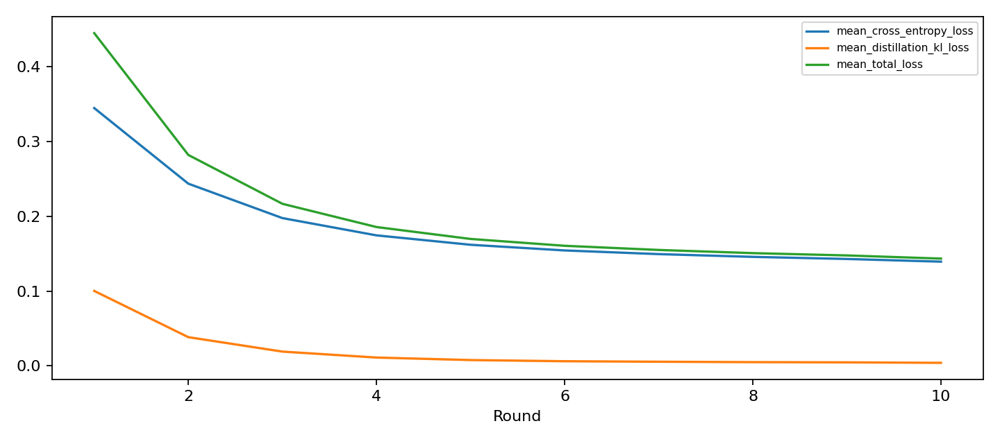 mean_cross_entropy_loss
mean_distillation_kl_loss
mean_total_loss
0.4
0.3
0.2
0.1
0.0
2 4 6 8 10
Round